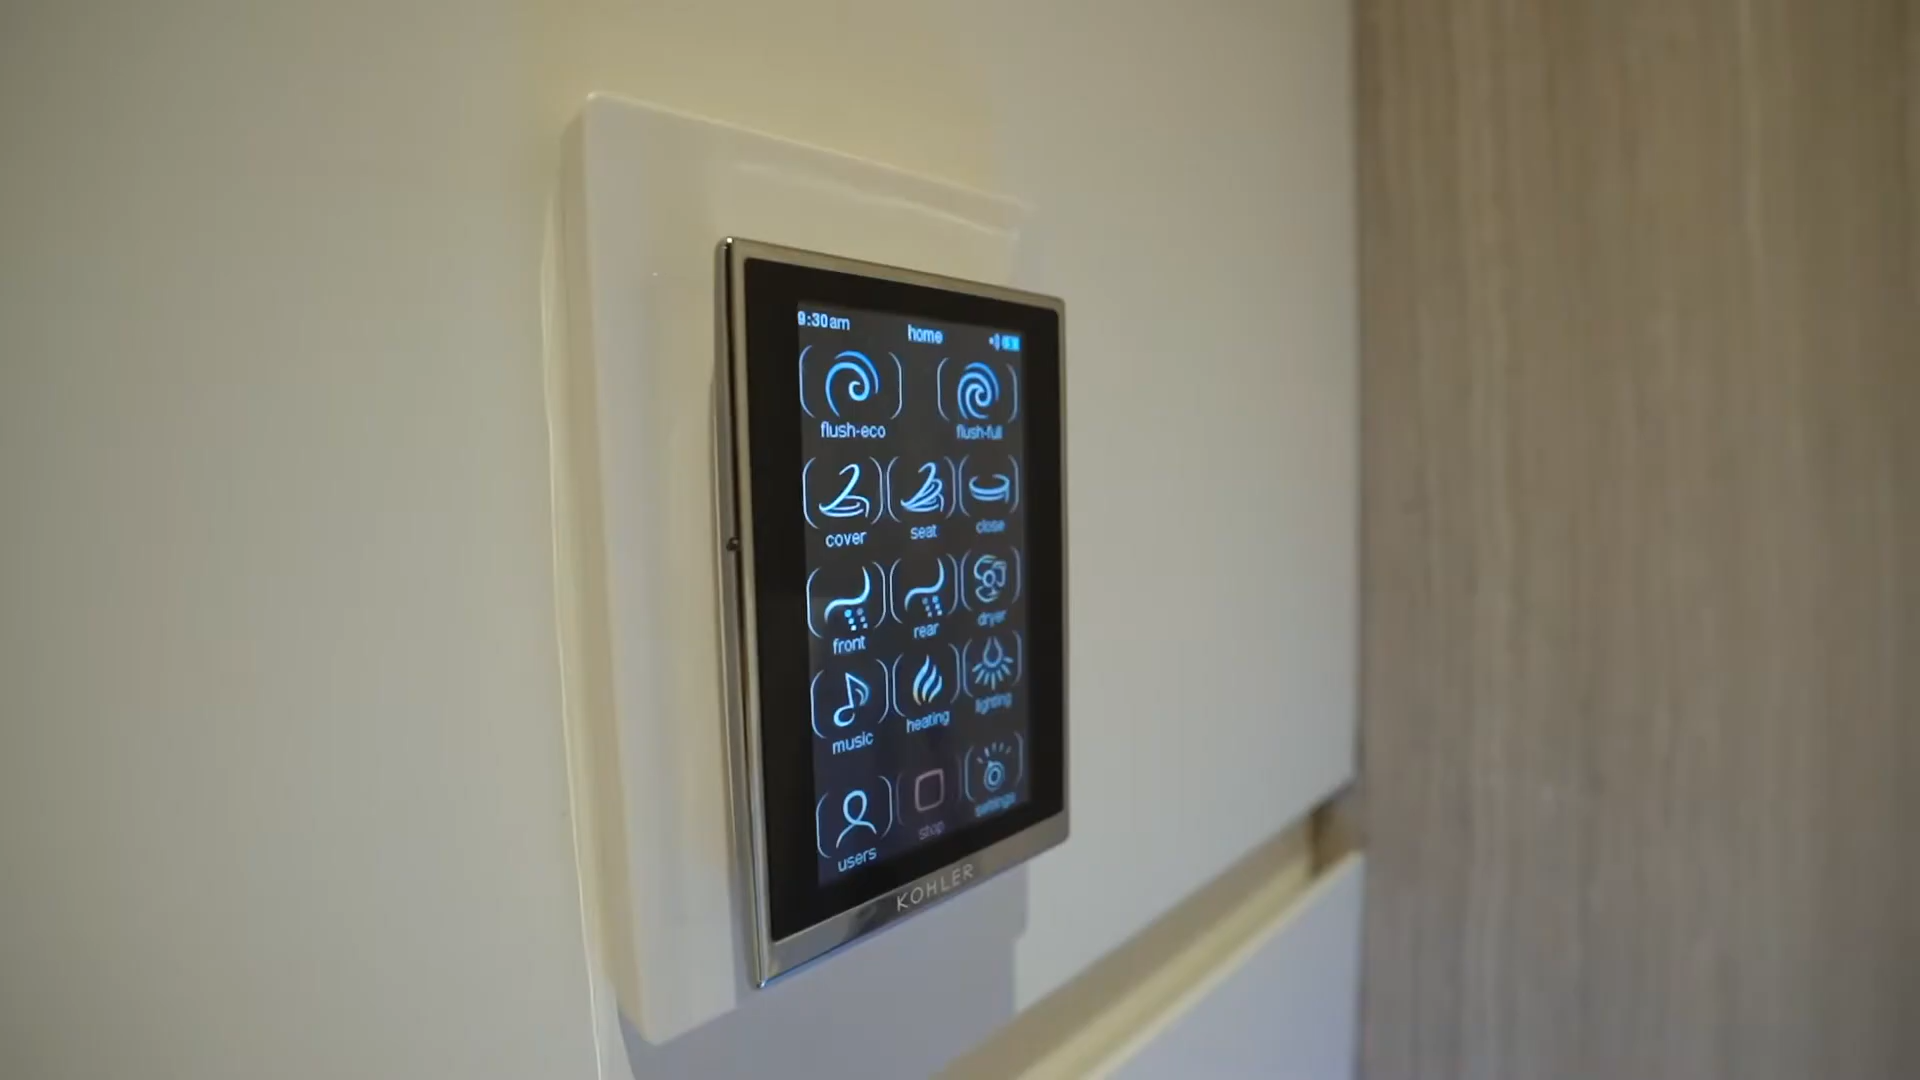 9:30am home
flush-eco flush-full
cover seat close
front rear dryer
music heating lighting
users stop settings
KOHLER